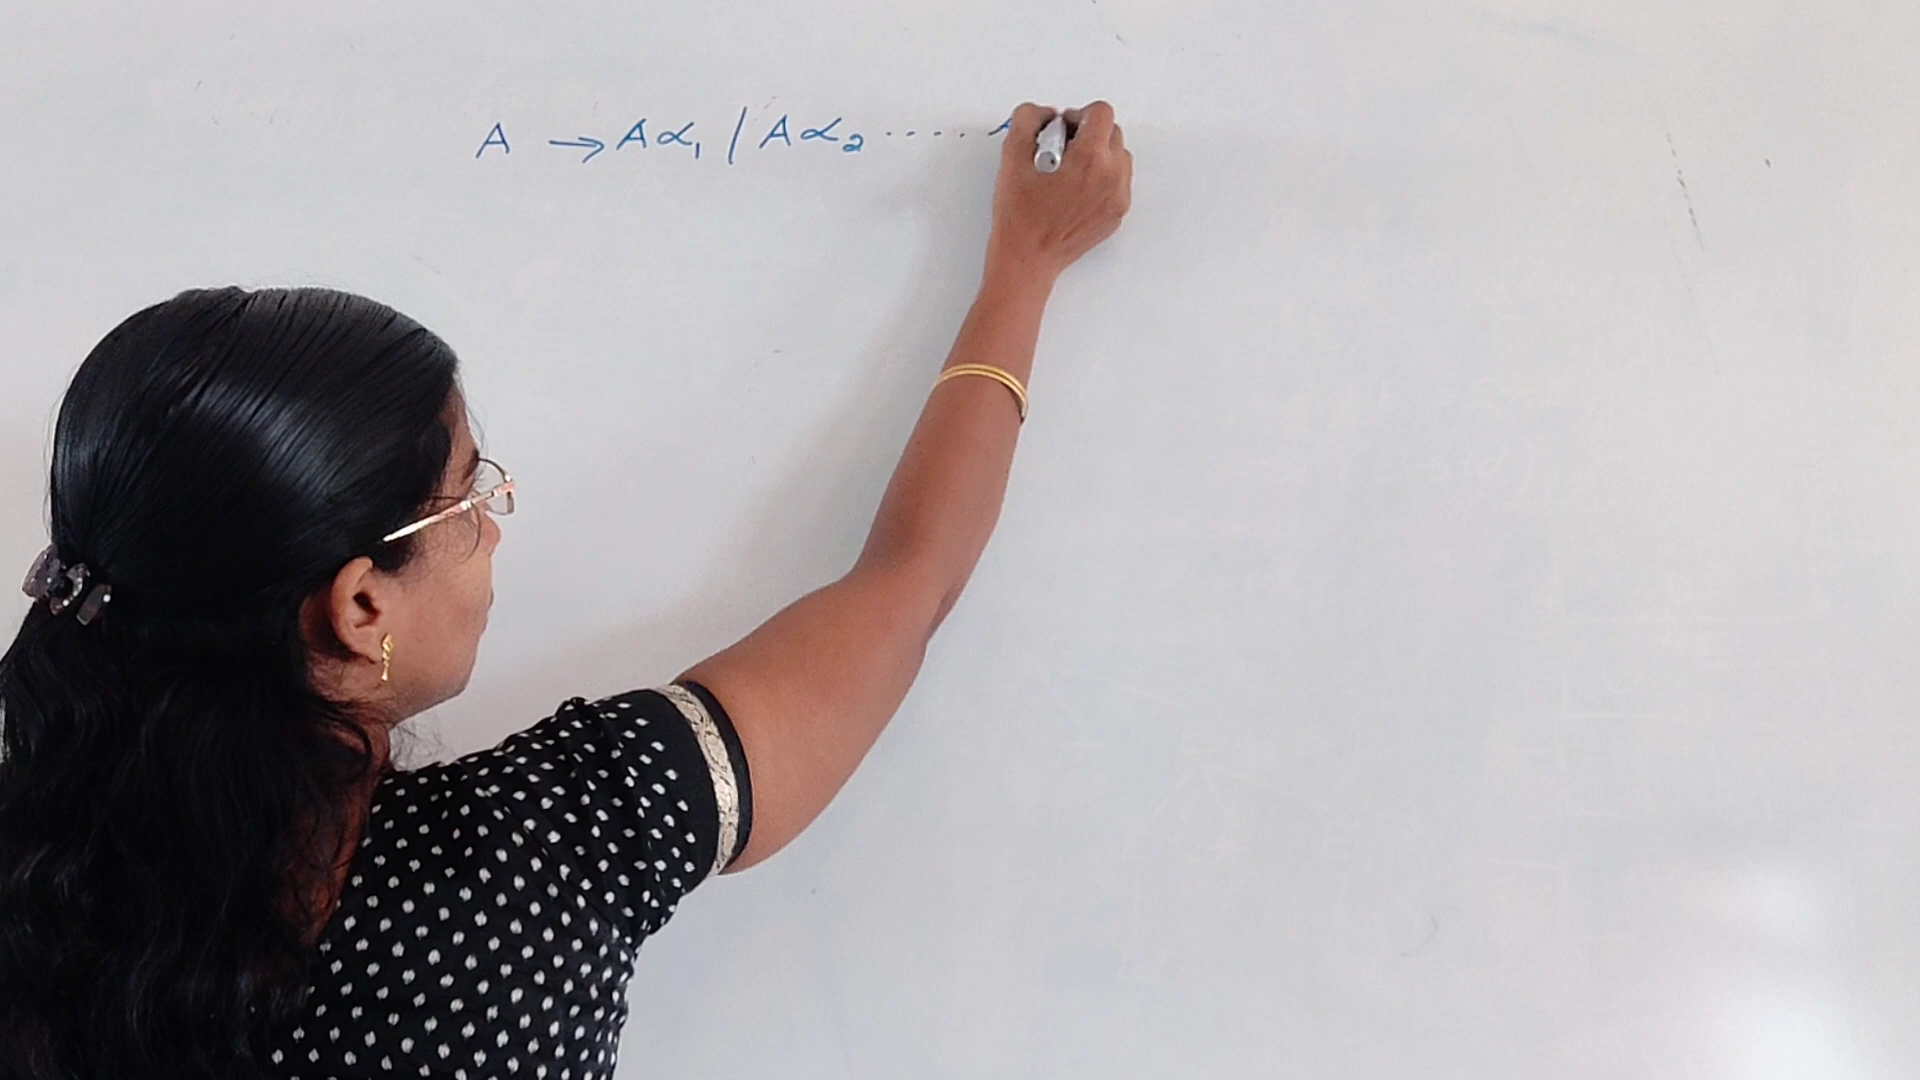 A → Aα₁ / Aα₂ ..... A